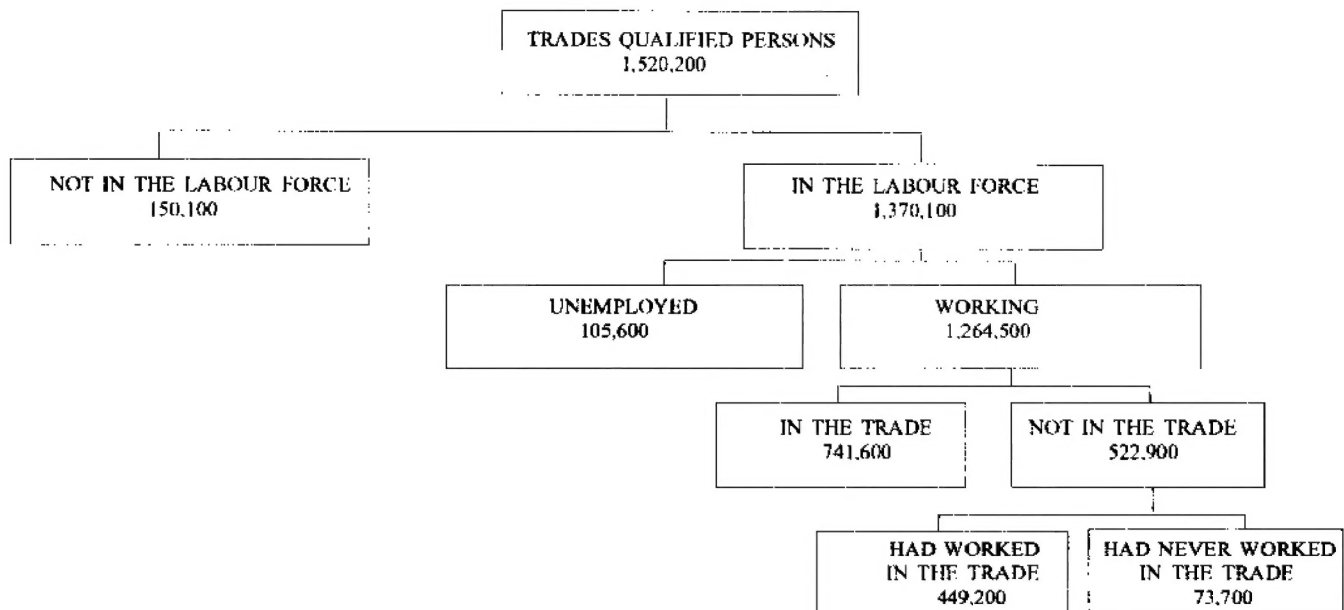 TRADES QUALIFIED PERSONS
1,520,200
NOT IN THE LABOUR FORCE
150,100
IN THE LABOUR FORCE
1,370,100
UNEMPLOYED
105,600
WORKING
1,264,500
IN THE TRADE
741,600
NOT IN THE TRADE
522,900
HAD WORKED
IN THE TRADE
449,200
HAD NEVER WORKED
IN THE TRADE
73,700